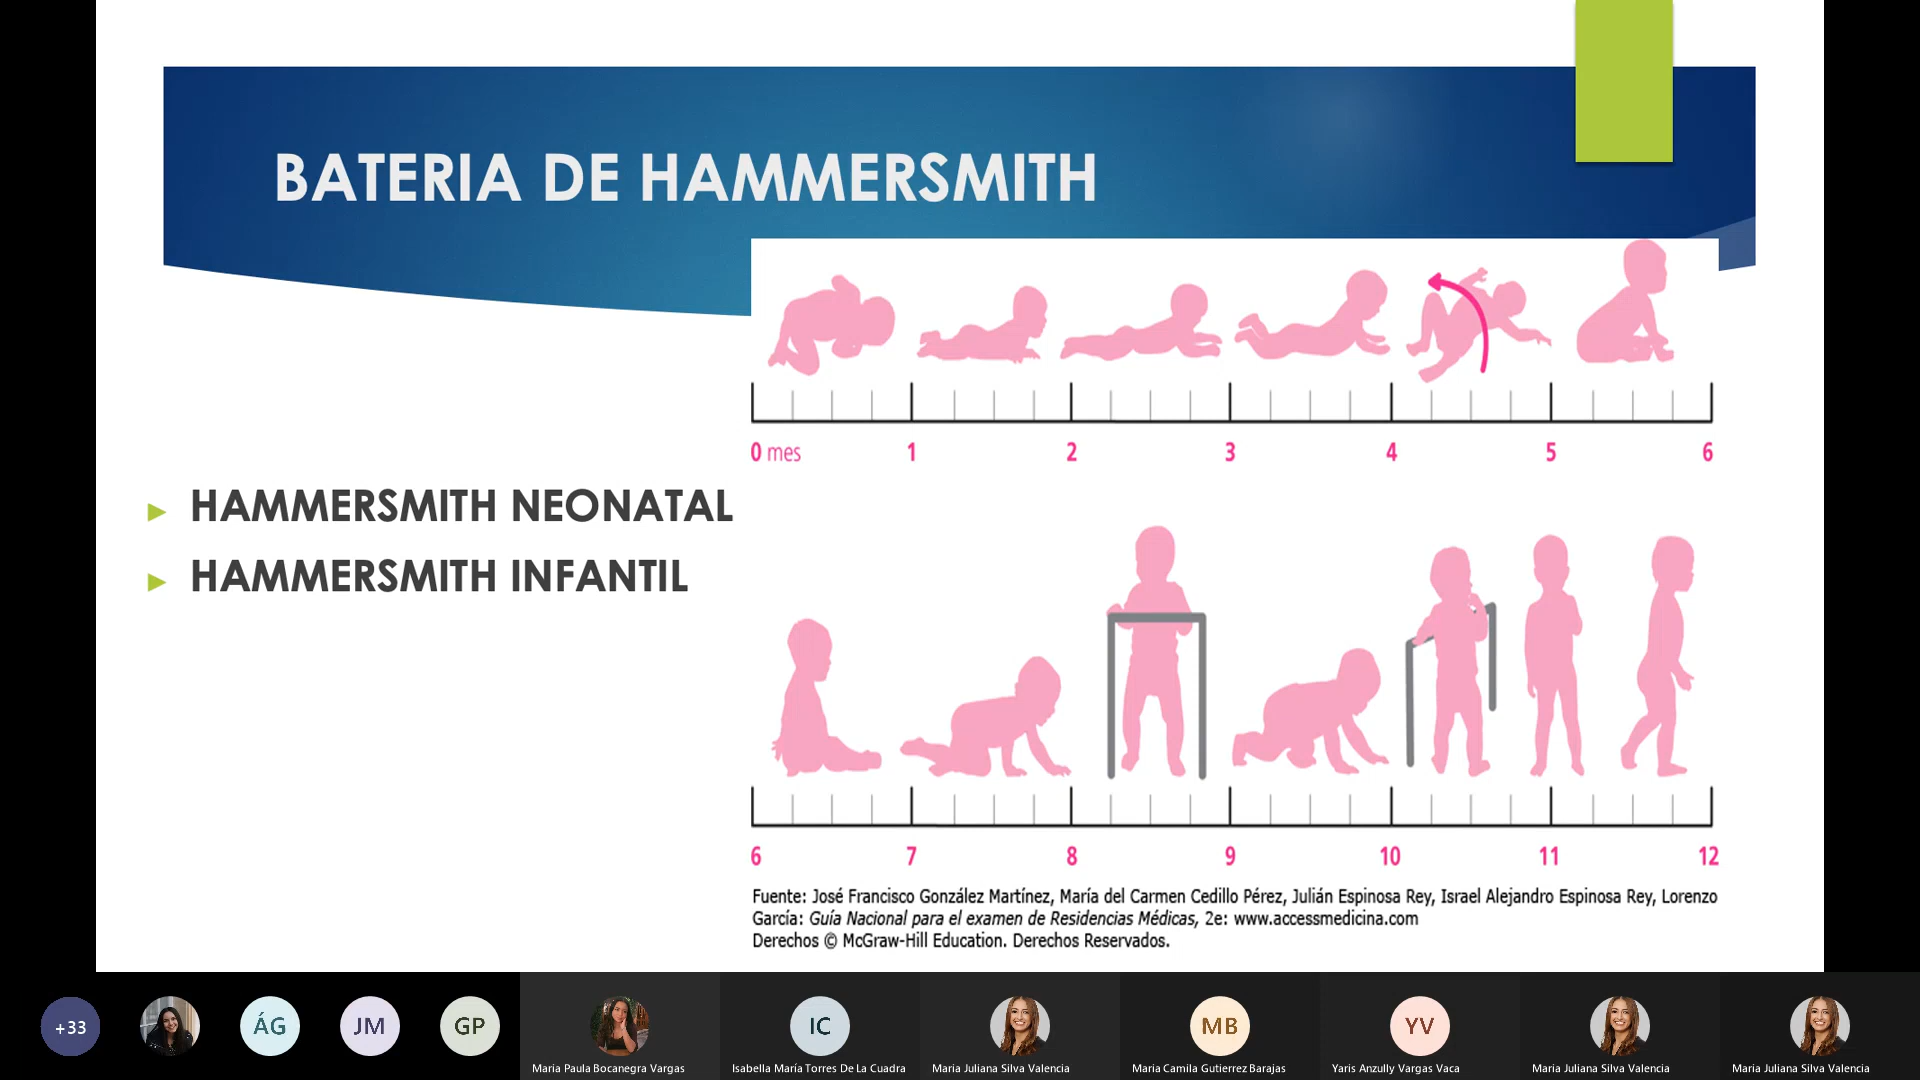 BATERIA DE HAMMERSMITH
HAMMERSMITH NEONATAL
HAMMERSMITH INFANTIL
0 mes 1 2 3 4 5 6
6 7 8 9 10 11 12
Fuente: José Francisco González Martínez, María del Carmen Cedillo Pérez, Julián Espinosa Rey, Israel Alejandro Espinosa Rey, Lorenzo
García: Guía Nacional para el examen de Residencias Médicas, 2e: www.accessmedicina.com
Derechos © McGraw-Hill Education. Derechos Reservados.
+33 ÁG JM GP IC MB YV
Maria Paula Bocanegra Vargas Isabella María Torres De La Cuadra Maria Juliana Silva Valencia Maria Camila Gutierrez Barajas Yaris Anzully Vargas Vaca Maria Juliana Silva Valencia Maria Juliana Silva Valencia